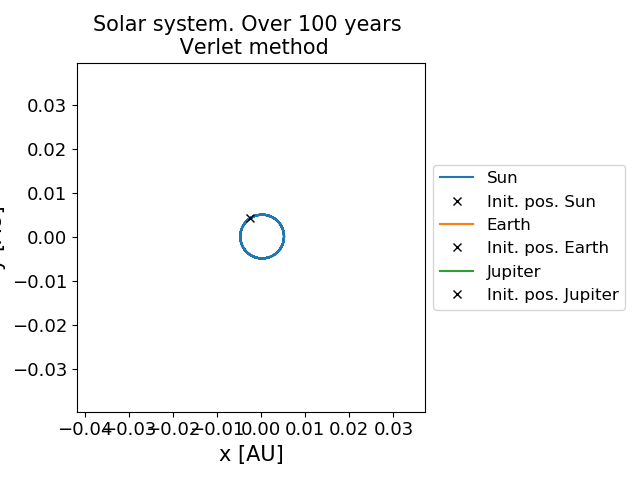 Solar system. Over 100 years
Verlet method
0.03
0.02
0.01
0.00
−0.01
−0.02
−0.03
−0.04 −0.03 −0.02 −0.01 0.00 0.01 0.02 0.03
x [AU]
Sun
Init. pos. Sun
Earth
Init. pos. Earth
Jupiter
Init. pos. Jupiter